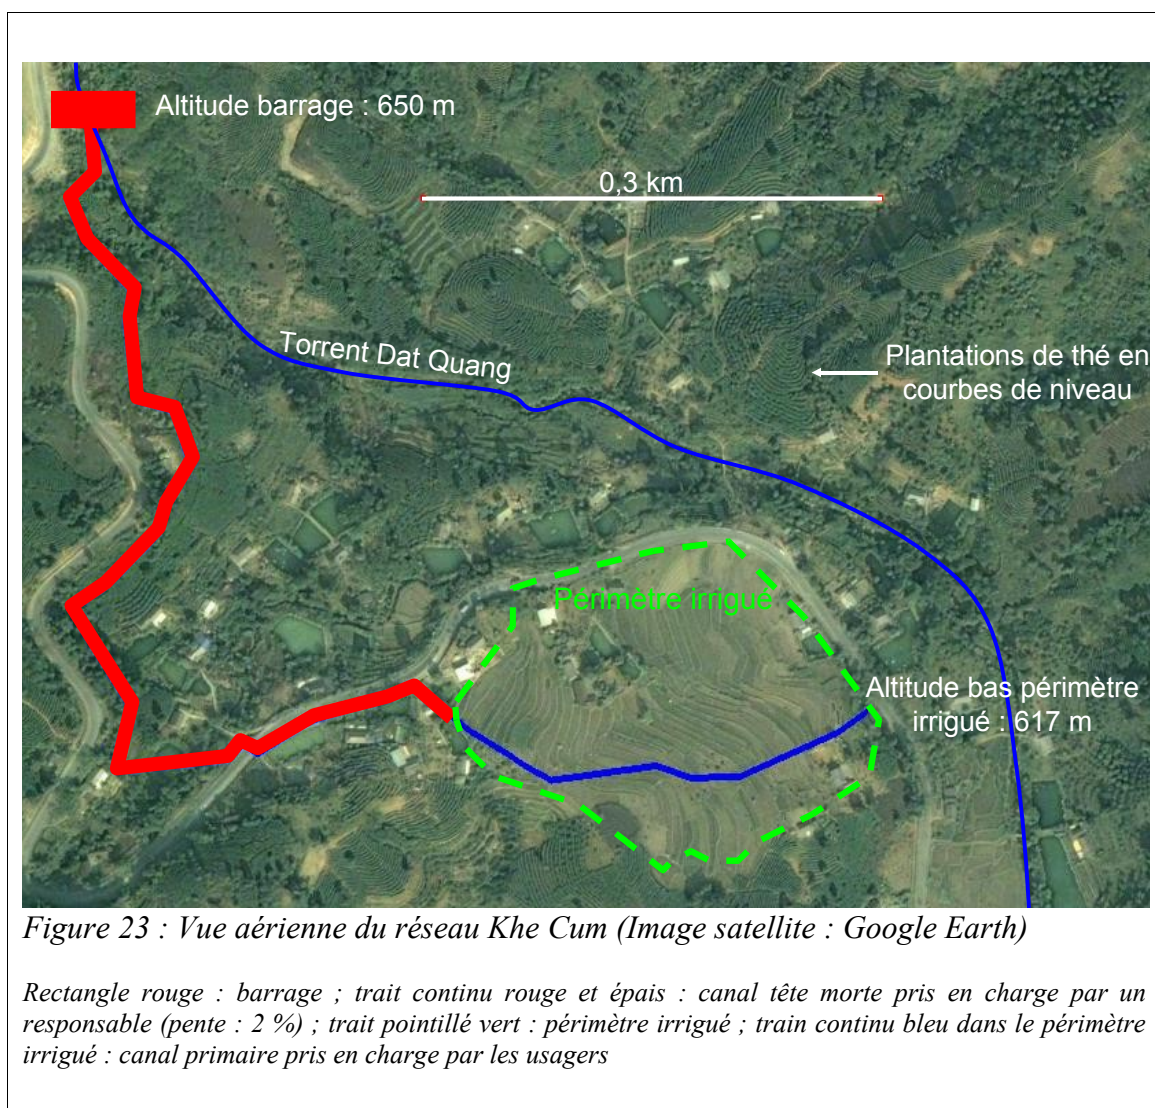 Altitude barrage : 650 m
0,3 km
Torrent Dat Quang
Plantations de thé en
courbes de niveau
Périmètre irrigué
Altitude bas périmètre
irrigué : 617 m
Figure 23 : Vue aérienne du réseau Khe Cum (Image satellite : Google Earth)
Rectangle rouge : barrage ; trait continu rouge et épais : canal tête morte pris en charge par un
responsable (pente : 2 %) ; trait pointillé vert : périmètre irrigué ; train continu bleu dans le périmètre
irrigué : canal primaire pris en charge par les usagers